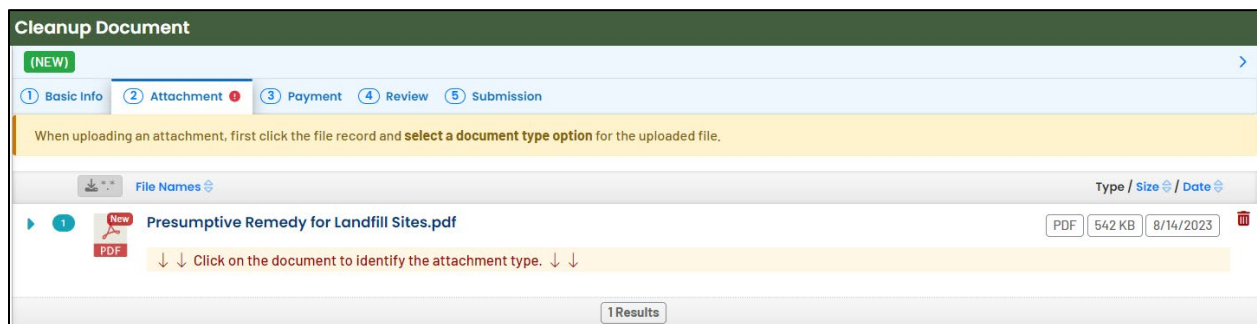 Cleanup Document
(NEW)
1 Basic Info 2 Attachment ! 3 Payment 4 Review 5 Submission
When uploading an attachment, first click the file record and select a document type option for the uploaded file.
*.* File Names Type / Size / Date
1 New PDF Presumptive Remedy for Landfill Sites.pdf PDF 542 KB 8/14/2023
↓ ↓ Click on the document to identify the attachment type. ↓ ↓
1 Results